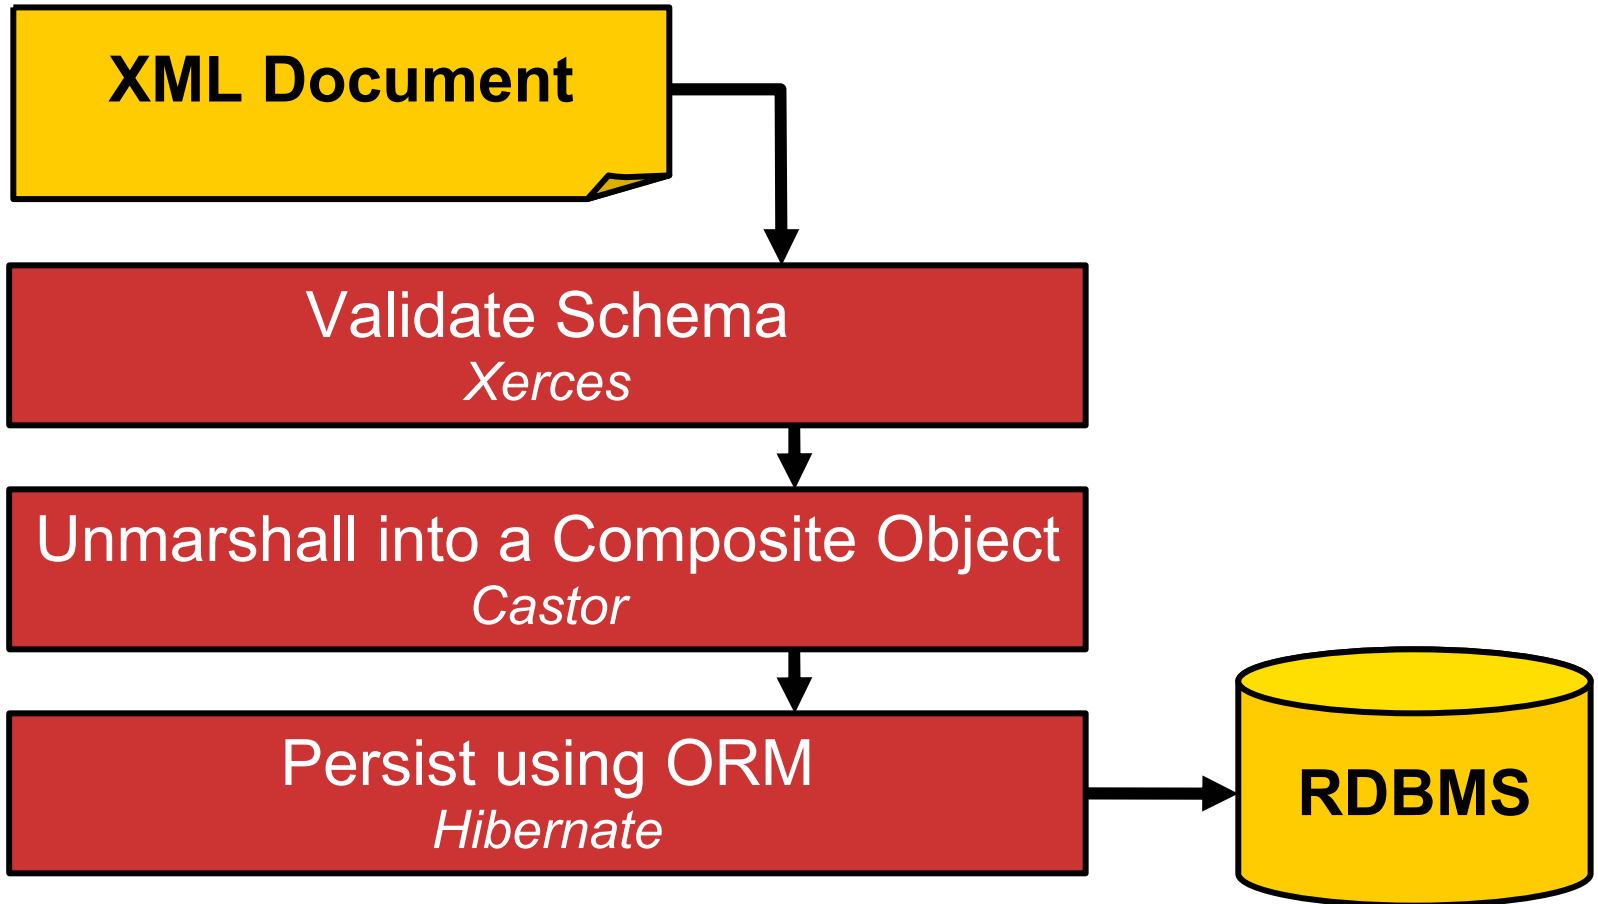 XML Document
Validate Schema
Xerces
Unmarshall into a Composite Object
Castor
Persist using ORM
Hibernate
RDBMS